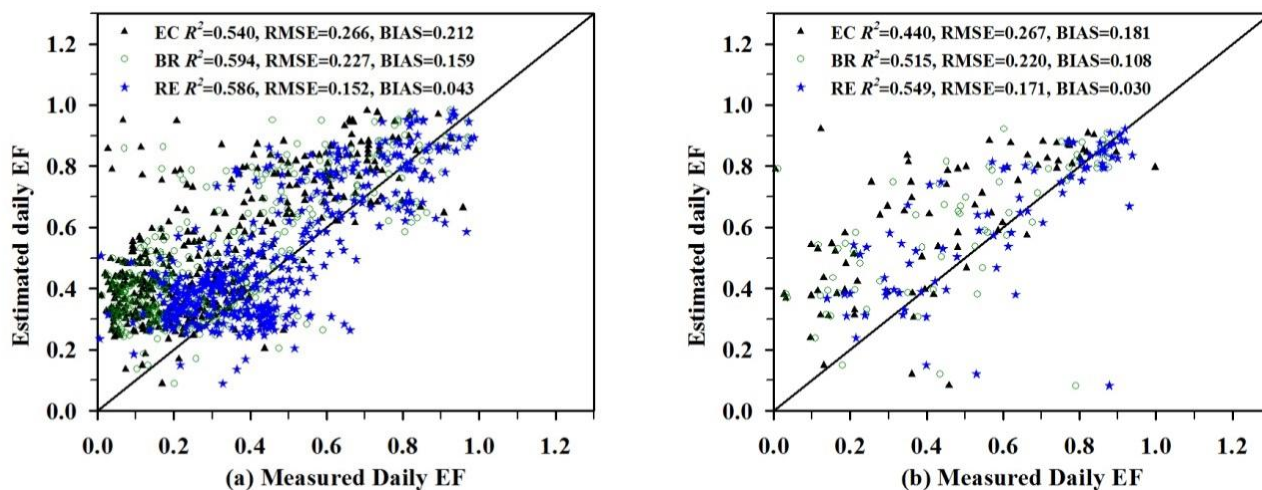 EC R²=0.540, RMSE=0.266, BIAS=0.212
BR R²=0.594, RMSE=0.227, BIAS=0.159
RE R²=0.586, RMSE=0.152, BIAS=0.043
1.2
1.0
0.8
0.6
0.4
0.2
0.0
Estimated daily EF
0.0 0.2 0.4 0.6 0.8 1.0 1.2
(a) Measured Daily EF
EC R²=0.440, RMSE=0.267, BIAS=0.181
BR R²=0.515, RMSE=0.220, BIAS=0.108
RE R²=0.549, RMSE=0.171, BIAS=0.030
1.2
1.0
0.8
0.6
0.4
0.2
0.0
Estimated daily EF
0.0 0.2 0.4 0.6 0.8 1.0 1.2
(b) Measured Daily EF